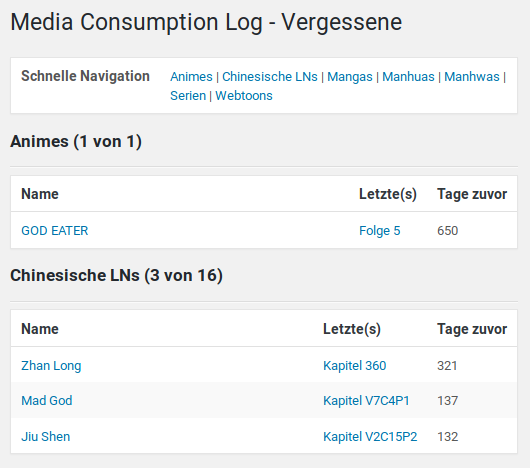 Media Consumption Log - Vergessene
Schnelle Navigation Animes | Chinesische LNs | Mangas | Manhuas | Manhwas |
Serien | Webtoons
Animes (1 von 1)
Name Letzte(s) Tage zuvor
GOD EATER Folge 5 650
Chinesische LNs (3 von 16)
Name Letzte(s) Tage zuvor
Zhan Long Kapitel 360 321
Mad God Kapitel V7C4P1 137
Jiu Shen Kapitel V2C15P2 132